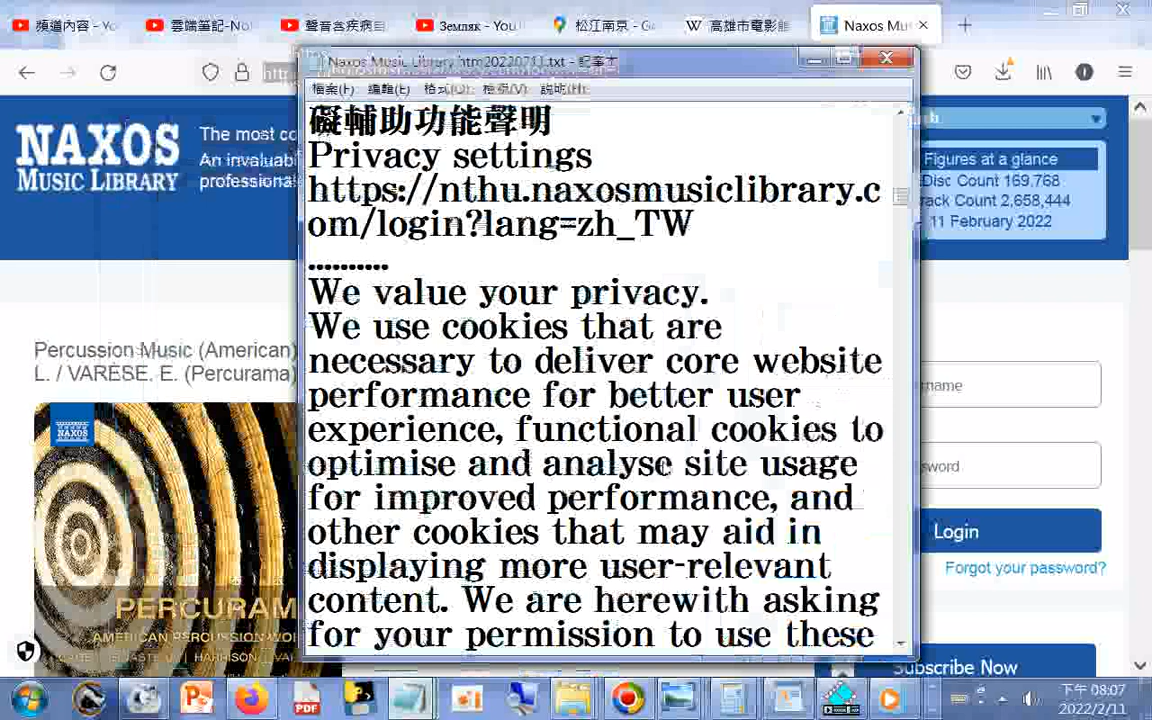 頻道內容 - Yo
雲端筆記-No
聲音含疾病目
Земляк - You
松江南京 - Go
高雄市電影館
Naxos Mu
Naxos Music Library
.txt - 記事本
檔案(F) 編輯(E) 格式(O) 檢視(V) 說明(H)
NAXOS
MUSIC LIBRARY
The most co
An invaluab
professiona
礙輔助功能聲明
Privacy settings
https://nthu.naxosmusiclibrary.c
om/login?lang=zh_TW
..........
We value your privacy.
We use cookies that are
necessary to deliver core website
performance for better user
experience, functional cookies to
optimise and analyse site usage
for improved performance, and
other cookies that may aid in
displaying more user-relevant
content. We are herewith asking
for your permission to use these
Figures at a glance
Disc Count 169,768
rack Count 2,658,444
11 February 2022
Percussion Music (American)
L. / VARÈSE, E. (Percurama)
NAXOS
PERCURAM
AMERICAN PERCUSSION WO
HARRISON
rname
sword
Login
Forgot your password?
Subscribe Now
PDF
下午 08:07
2022/2/11